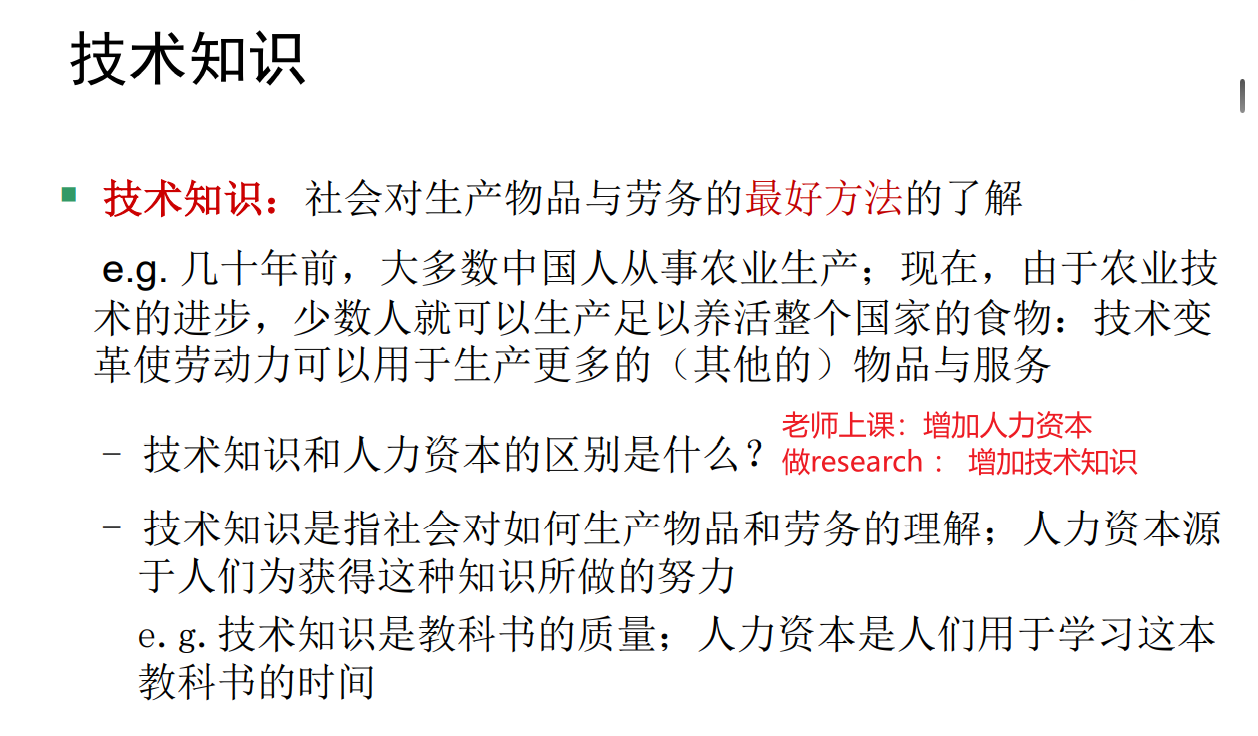 技术知识
技术知识：社会对生产物品与劳务的最好方法的了解
e.g. 几十年前，大多数中国人从事农业生产；现在，由于农业技
术的进步，少数人就可以生产足以养活整个国家的食物：技术变
革使劳动力可以用于生产更多的（其他的）物品与服务
– 技术知识和人力资本的区别是什么？
老师上课：增加人力资本
做research： 增加技术知识
– 技术知识是指社会对如何生产物品和劳务的理解；人力资本源
于人们为获得这种知识所做的努力
e.g.技术知识是教科书的质量；人力资本是人们用于学习这本
教科书的时间